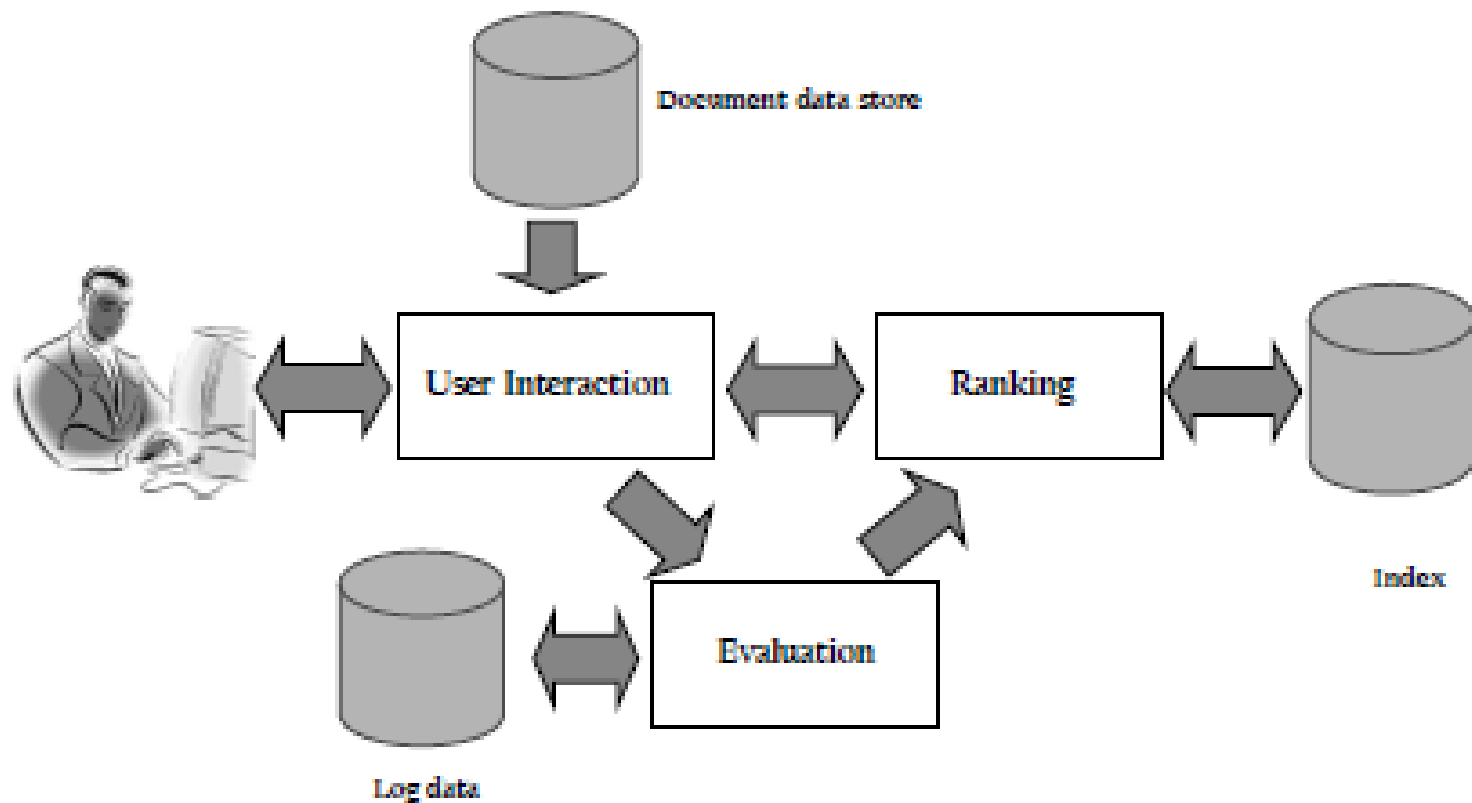 Document data store
User Interaction
Ranking
Index
Evaluation
Log data